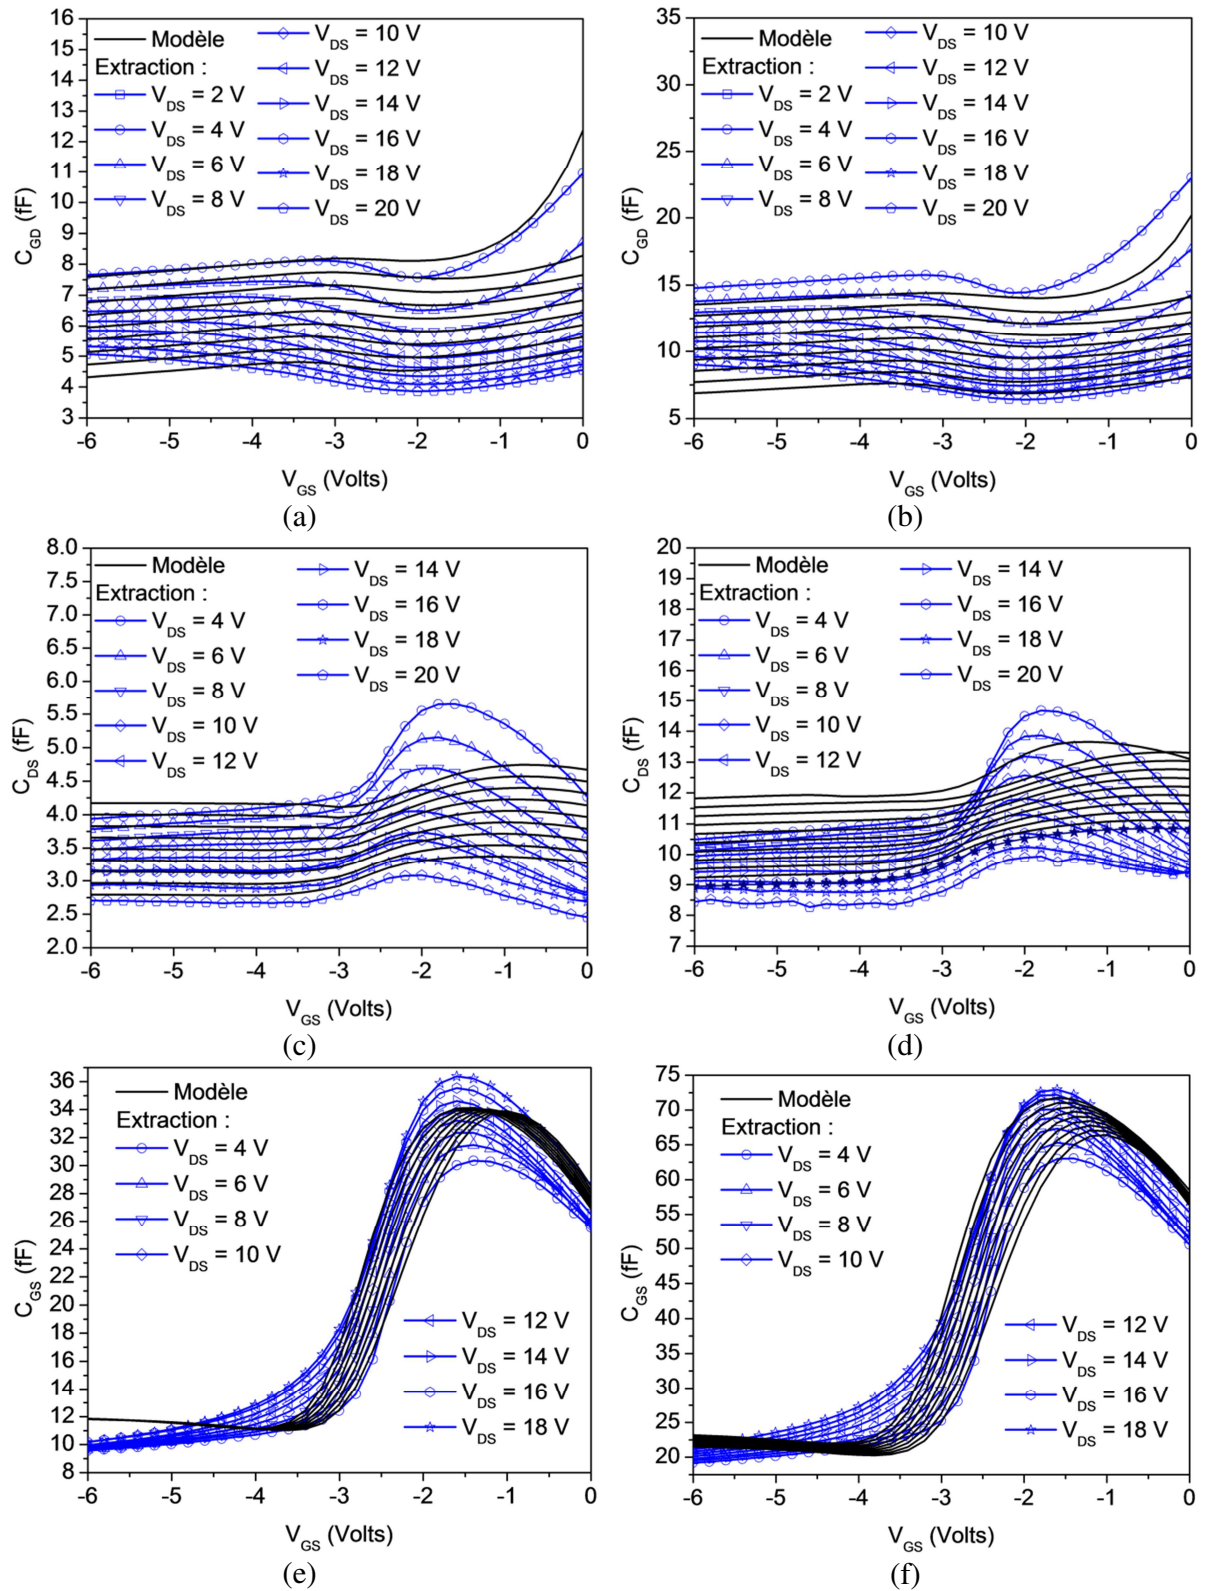 16
15
14
13
12
11
10
9
8
7
6
5
4
3
C_GD (fF)
Modèle
Extraction :
V_DS = 2 V
V_DS = 4 V
V_DS = 6 V
V_DS = 8 V
V_DS = 10 V
V_DS = 12 V
V_DS = 14 V
V_DS = 16 V
V_DS = 18 V
V_DS = 20 V
-6 -5 -4 -3 -2 -1 0
V_GS (Volts)
(a)
35
30
25
20
15
10
5
C_GD (fF)
Modèle
Extraction :
V_DS = 2 V
V_DS = 4 V
V_DS = 6 V
V_DS = 8 V
V_DS = 10 V
V_DS = 12 V
V_DS = 14 V
V_DS = 16 V
V_DS = 18 V
V_DS = 20 V
-6 -5 -4 -3 -2 -1 0
V_GS (Volts)
(b)
8.0
7.5
7.0
6.5
6.0
5.5
5.0
4.5
4.0
3.5
3.0
2.5
2.0
C_DS (fF)
Modèle
Extraction :
V_DS = 4 V
V_DS = 6 V
V_DS = 8 V
V_DS = 10 V
V_DS = 12 V
V_DS = 14 V
V_DS = 16 V
V_DS = 18 V
V_DS = 20 V
-6 -5 -4 -3 -2 -1 0
V_GS (Volts)
(c)
20
19
18
17
16
15
14
13
12
11
10
9
8
7
C_DS (fF)
Modèle
Extraction :
V_DS = 4 V
V_DS = 6 V
V_DS = 8 V
V_DS = 10 V
V_DS = 12 V
V_DS = 14 V
V_DS = 16 V
V_DS = 18 V
V_DS = 20 V
-6 -5 -4 -3 -2 -1 0
V_GS (Volts)
(d)
36
34
32
30
28
26
24
22
20
18
16
14
12
10
8
C_GS (fF)
Modèle
Extraction :
V_DS = 4 V
V_DS = 6 V
V_DS = 8 V
V_DS = 10 V
V_DS = 12 V
V_DS = 14 V
V_DS = 16 V
V_DS = 18 V
-6 -5 -4 -3 -2 -1 0
V_GS (Volts)
(e)
75
70
65
60
55
50
45
40
35
30
25
20
C_GS (fF)
Modèle
Extraction :
V_DS = 4 V
V_DS = 6 V
V_DS = 8 V
V_DS = 10 V
V_DS = 12 V
V_DS = 14 V
V_DS = 16 V
V_DS = 18 V
-6 -5 -4 -3 -2 -1 0
V_GS (Volts)
(f)